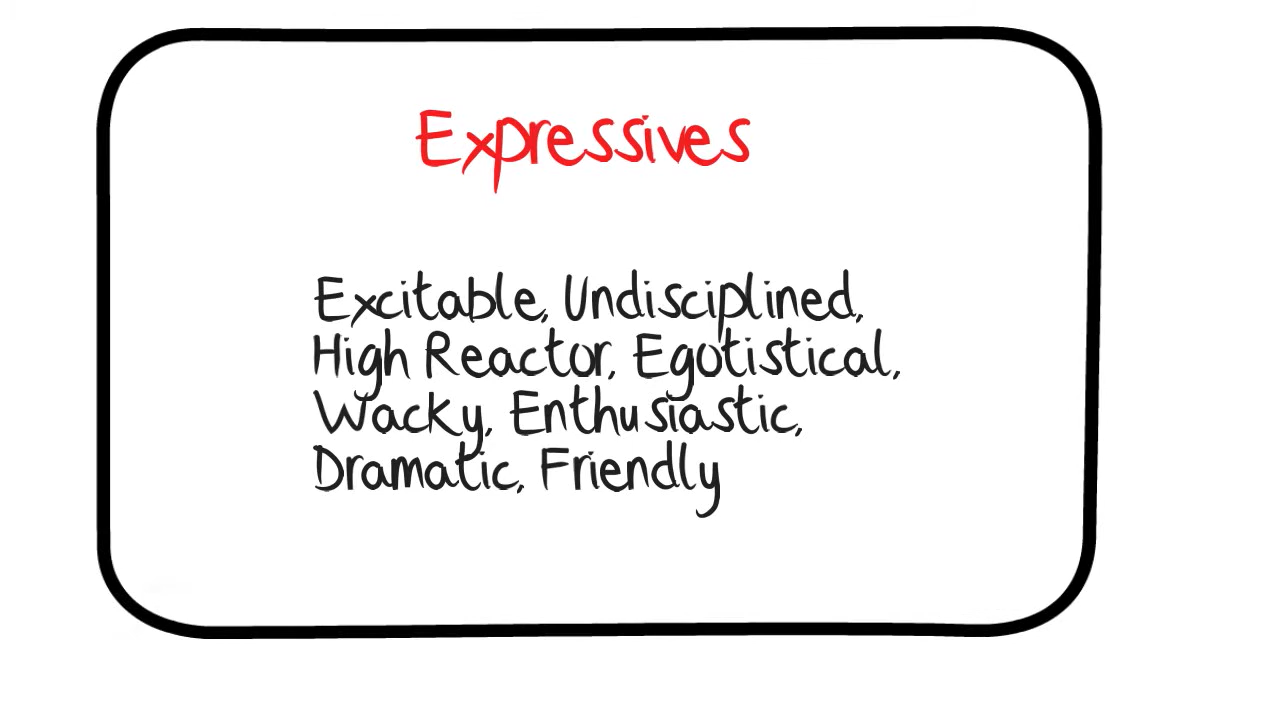 Expressives
Excitable, Undisciplined,
High Reactor, Egotistical,
Wacky, Enthusiastic,
Dramatic, Friendly